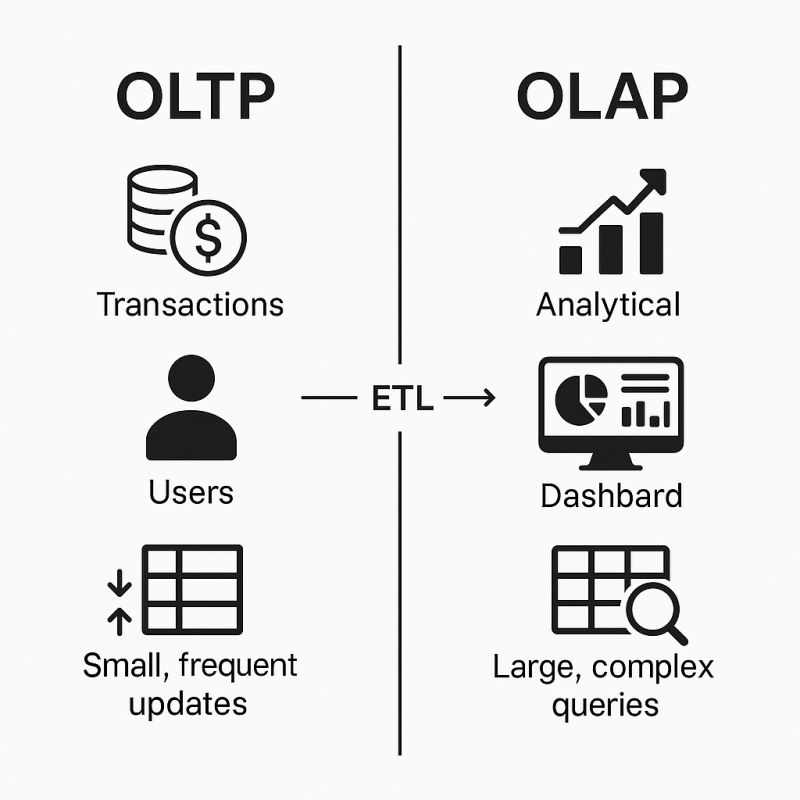 OLTP
$
Transactions
Users
Small, frequent
updates
ETL
OLAP
Analytical
Dashbard
Large, complex
queries